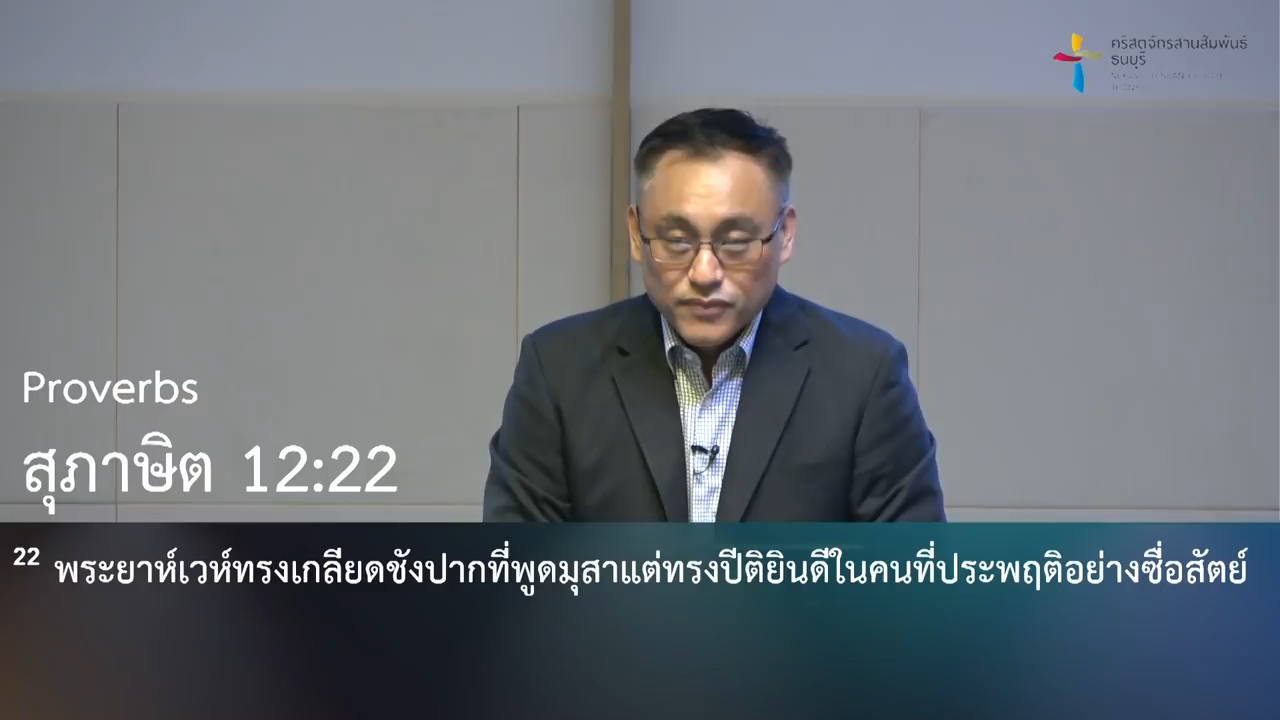 คริสตจักรสานสัมพันธ์
ธนบุรี
Proverbs
สุภาษิต 12:22
22 พระยาห์เวห์ทรงเกลียดชังปากที่พูดมุสาแต่ทรงปีติยินดีในคนที่ประพฤติอย่างซื่อสัตย์